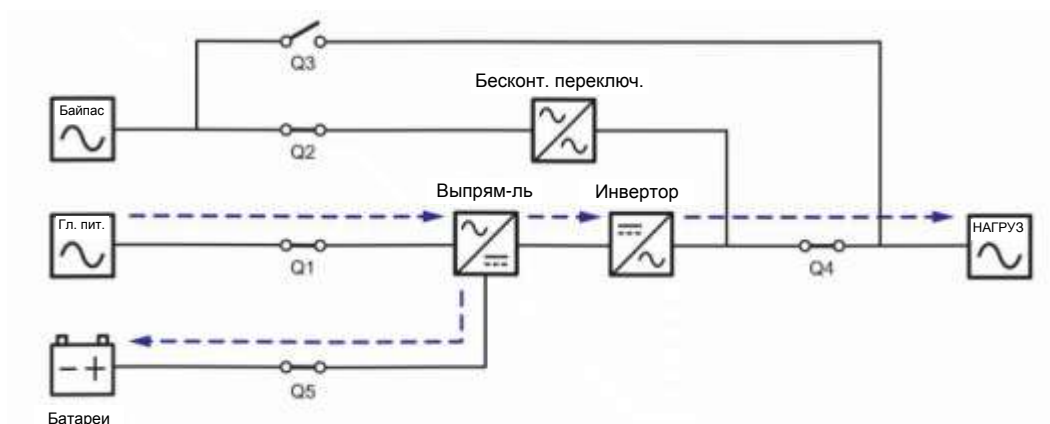 Q3
Бесконт. переключ.
Байпас
Q2
Выпрям-ль
Инвертор
Гл. пит.
НАГРУЗ
Q1
Q4
Q5
Батареи